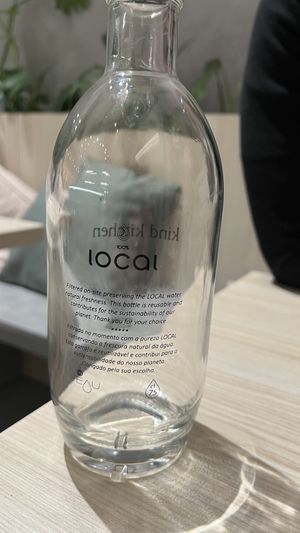 kind kitchen
100%
local
Filtered on-site preserving the LOCAL water
natural freshness. This bottle is reusable and
contributes for the sustainability of our
planet. Thank you for your choice.
•••••
Filtrada no momento com a pureza LOCAL
preservando a frescura natural da água.
Esta garrafa é reutilizável e contribui para a
sustentabilidade do nosso planeta.
Obrigado pela sua escolha.